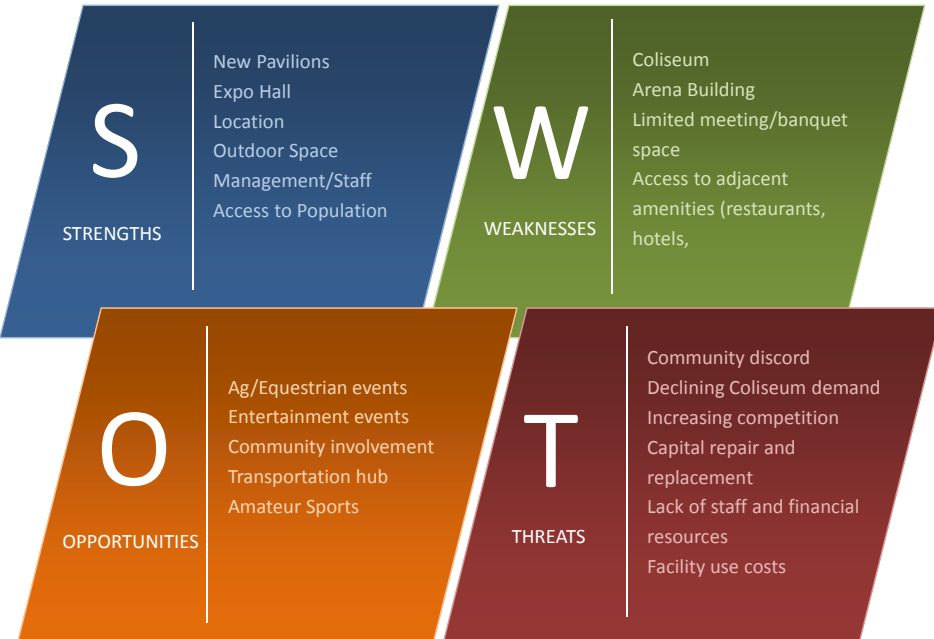 S
STRENGTHS
New Pavilions
Expo Hall
Location
Outdoor Space
Management/Staff
Access to Population
W
WEAKNESSES
Coliseum
Arena Building
Limited meeting/banquet
space
Access to adjacent
amenities (restaurants,
hotels,
O
OPPORTUNITIES
Ag/Equestrian events
Entertainment events
Community involvement
Transportation hub
Amateur Sports
T
THREATS
Community discord
Declining Coliseum demand
Increasing competition
Capital repair and
replacement
Lack of staff and financial
resources
Facility use costs